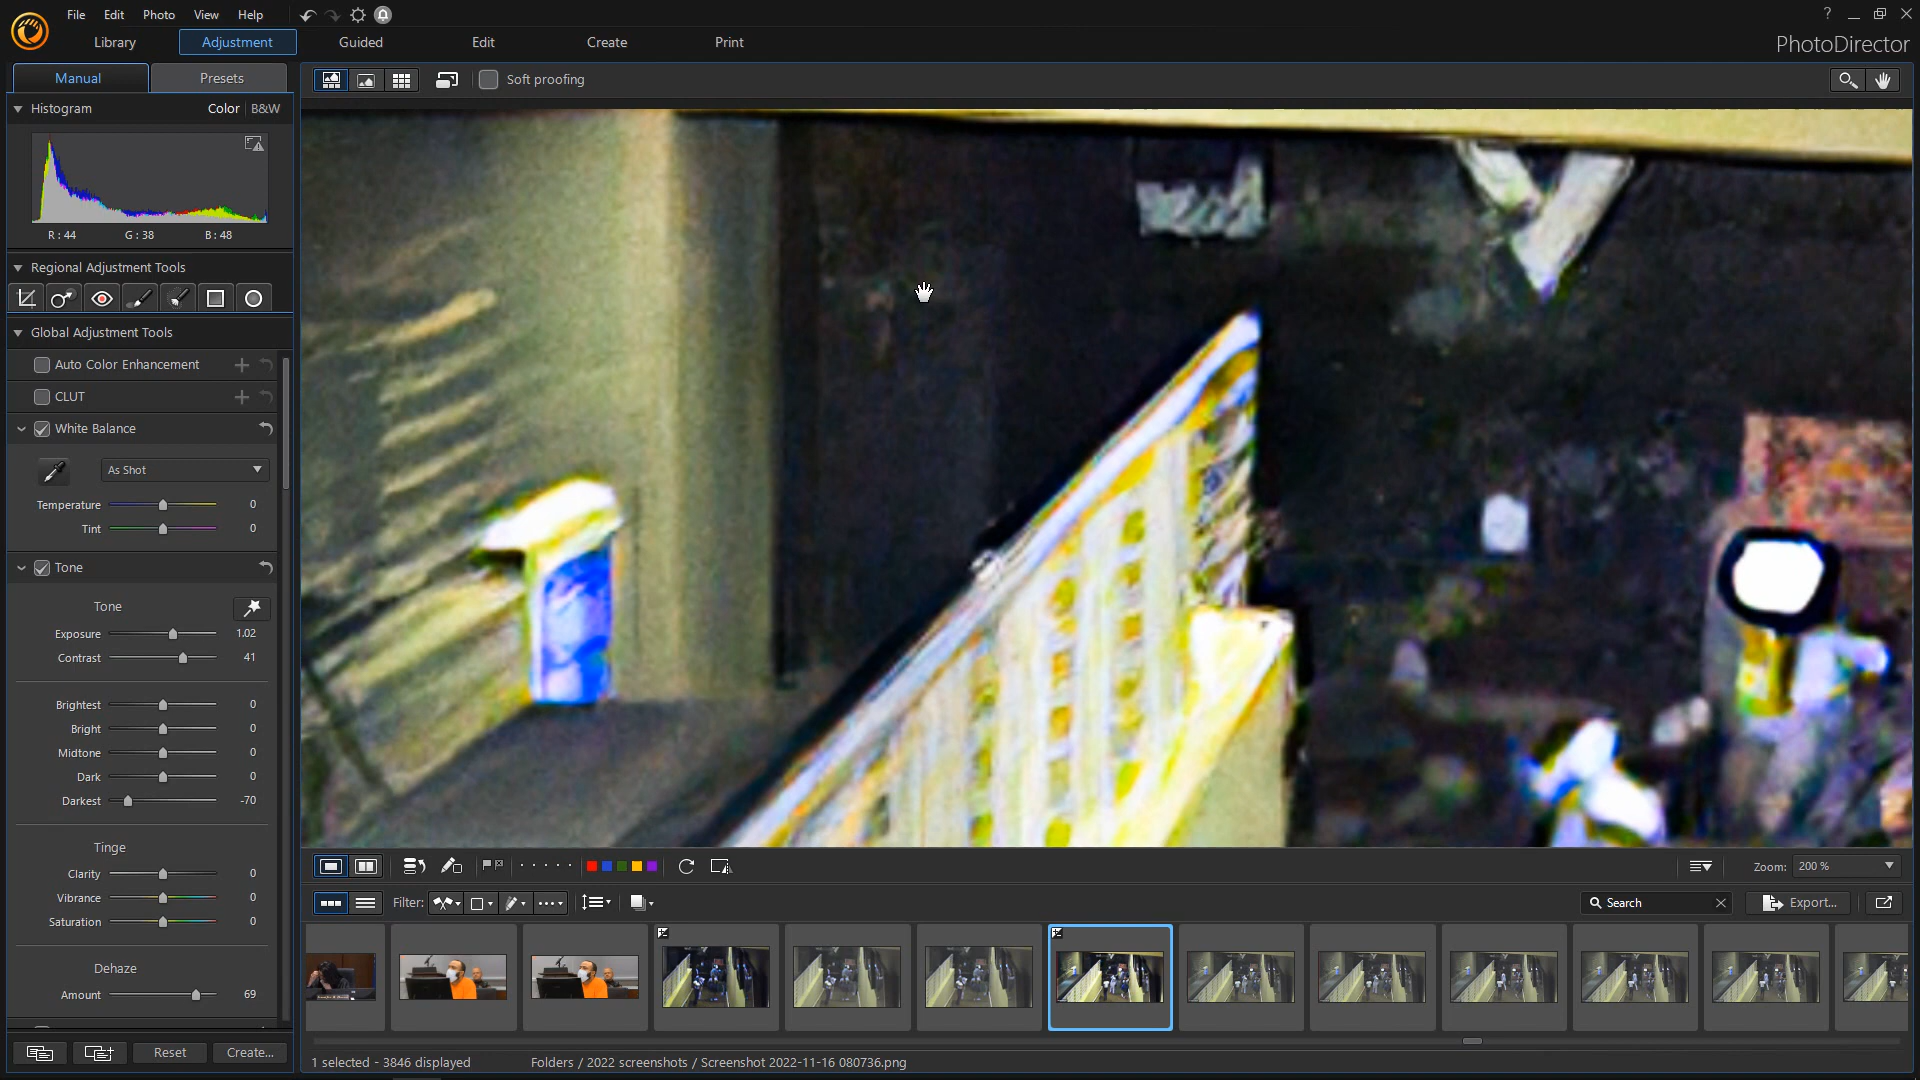 File Edit Photo View Help
?
Library Adjustment Guided Edit Create Print
PhotoDirector
Manual Presets
Soft proofing
Histogram Color B&W
R : 44 G : 38 B : 48
Regional Adjustment Tools
Global Adjustment Tools
Auto Color Enhancement
CLUT
White Balance
As Shot
Temperature 0
Tint 0
Tone
Tone
Exposure 1.02
Contrast 41
Brightest 0
Bright 0
Midtone 0
Dark 0
Darkest -70
Tinge
Clarity 0
Vibrance 0
Saturation 0
Dehaze
Amount 69
Reset Create...
Zoom: 200 %
Filter: Search Export...
1 selected - 3846 displayed Folders / 2022 screenshots / Screenshot 2022-11-16 080736.png